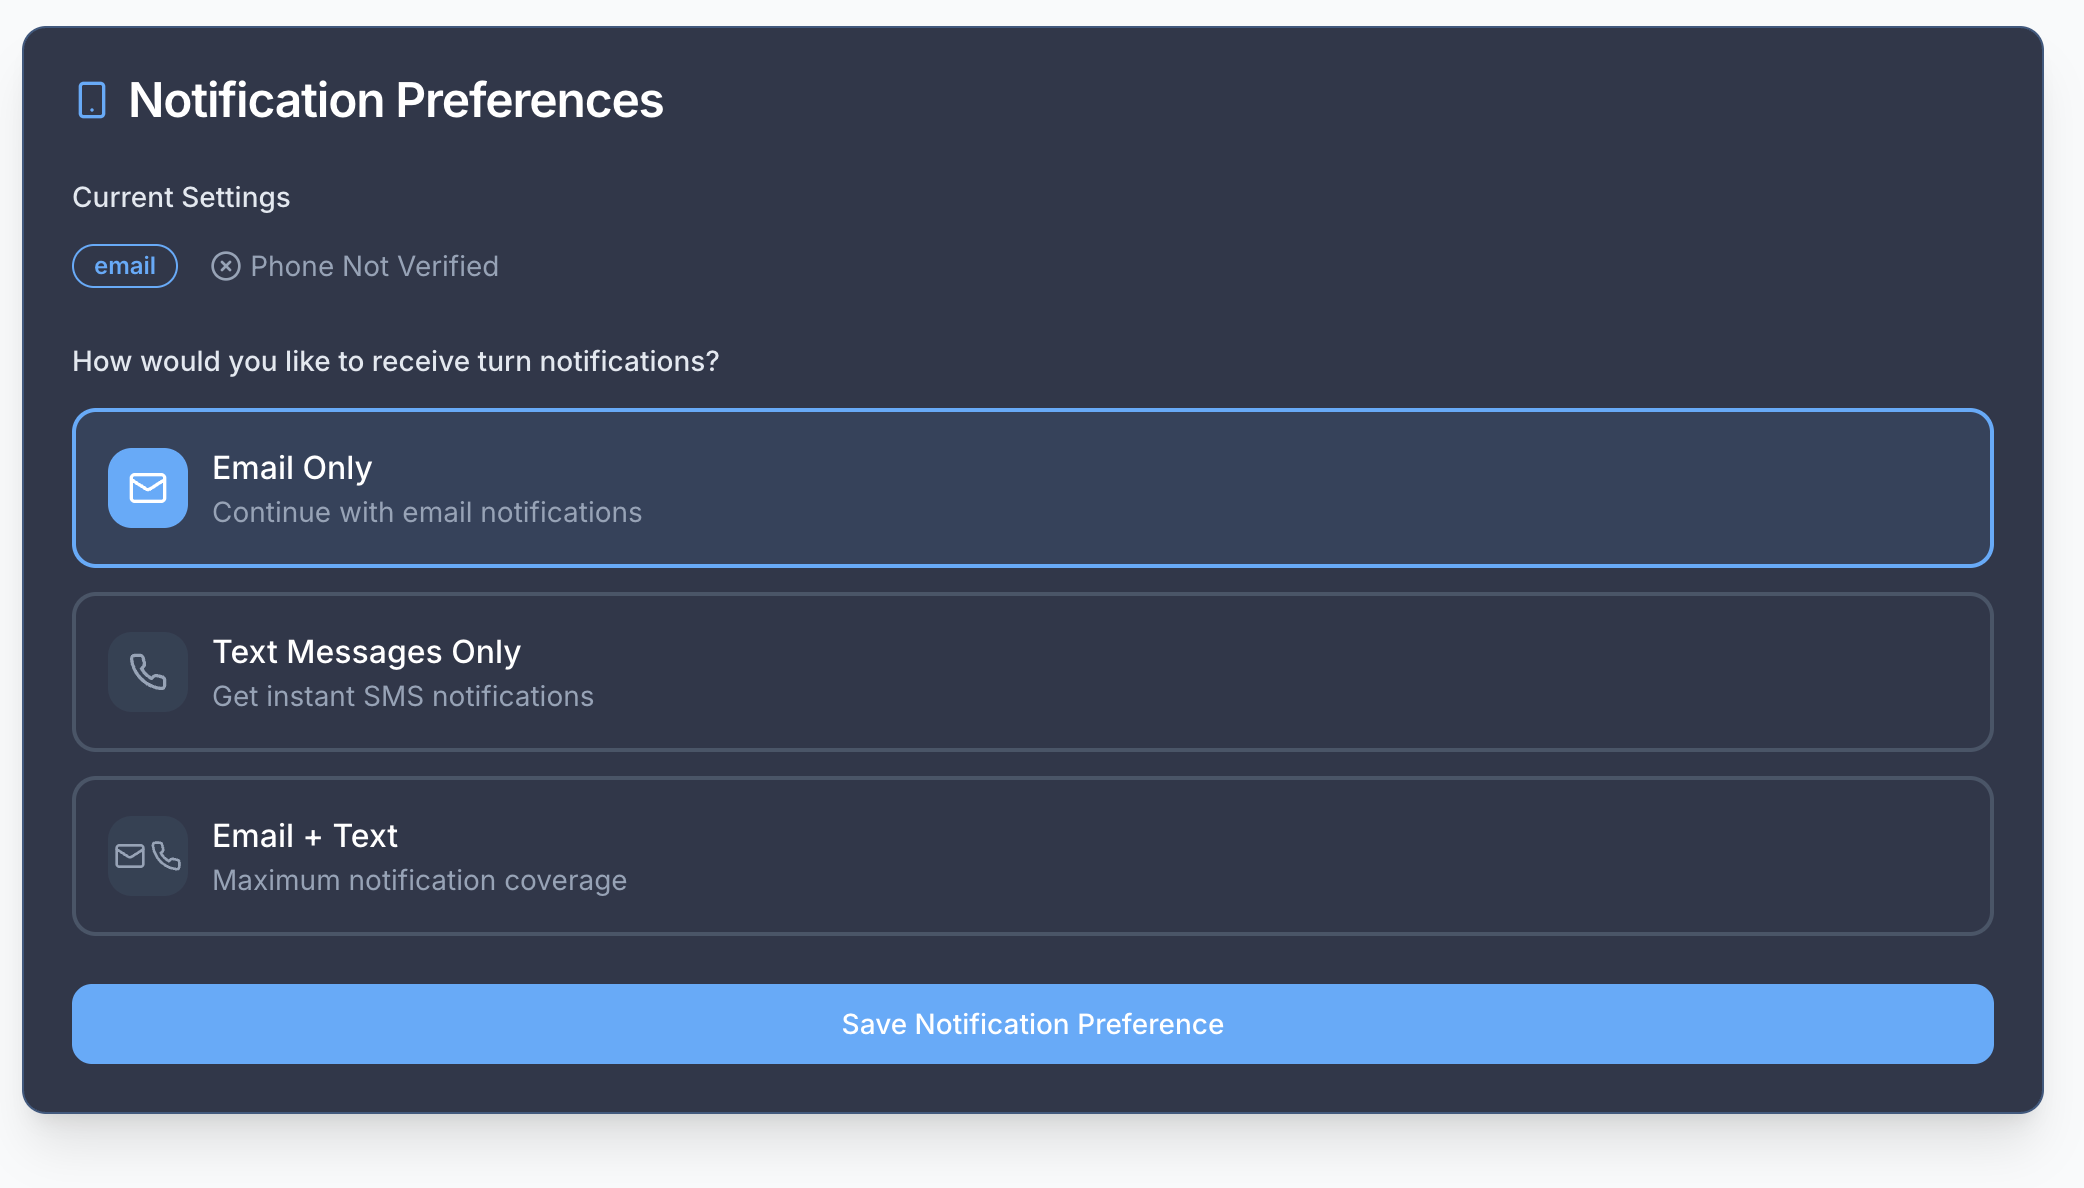 Notification Preferences
Current Settings
email
Phone Not Verified
How would you like to receive turn notifications?
Email Only
Continue with email notifications
Text Messages Only
Get instant SMS notifications
Email + Text
Maximum notification coverage
Save Notification Preference